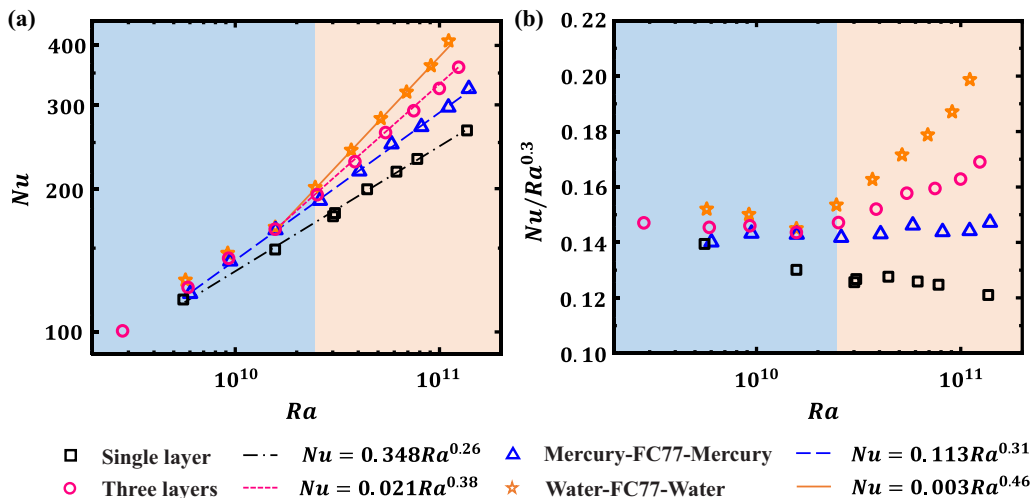 (a)
400
300
200
100
Nu
10^10
10^11
Ra
(b)
0.20
0.18
0.16
0.14
0.12
0.10
Nu/Ra^0.3
10^10
10^11
Ra
Single layer
Nu = 0.348Ra^0.26
Mercury-FC77-Mercury
Nu = 0.113Ra^0.31
Three layers
Nu = 0.021Ra^0.38
Water-FC77-Water
Nu = 0.003Ra^0.46